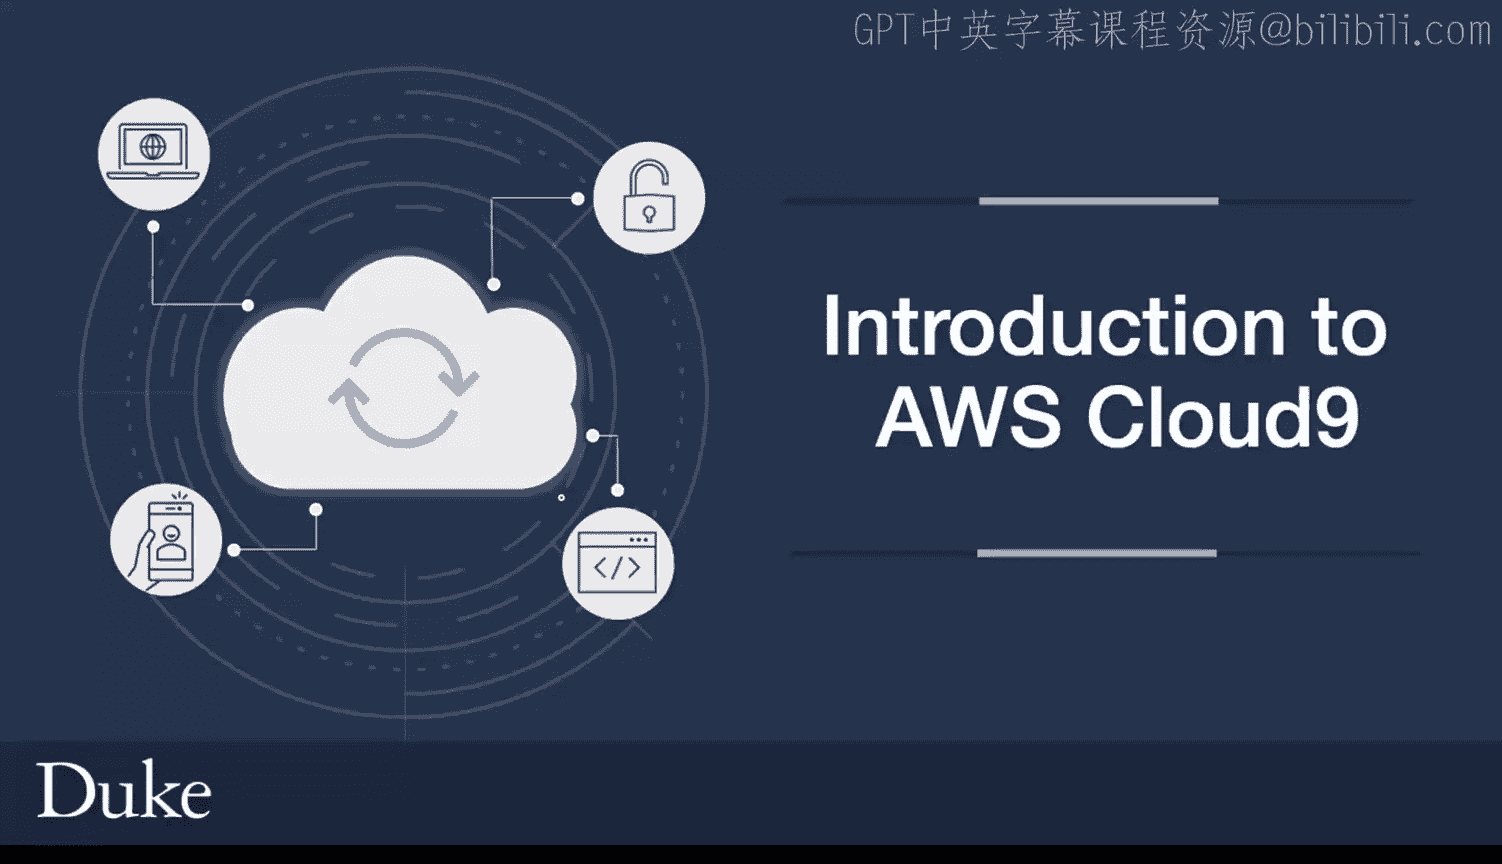 GPT中英字幕课程资源@bilibili.com
Introduction to
AWS Cloud9
</>
Duke